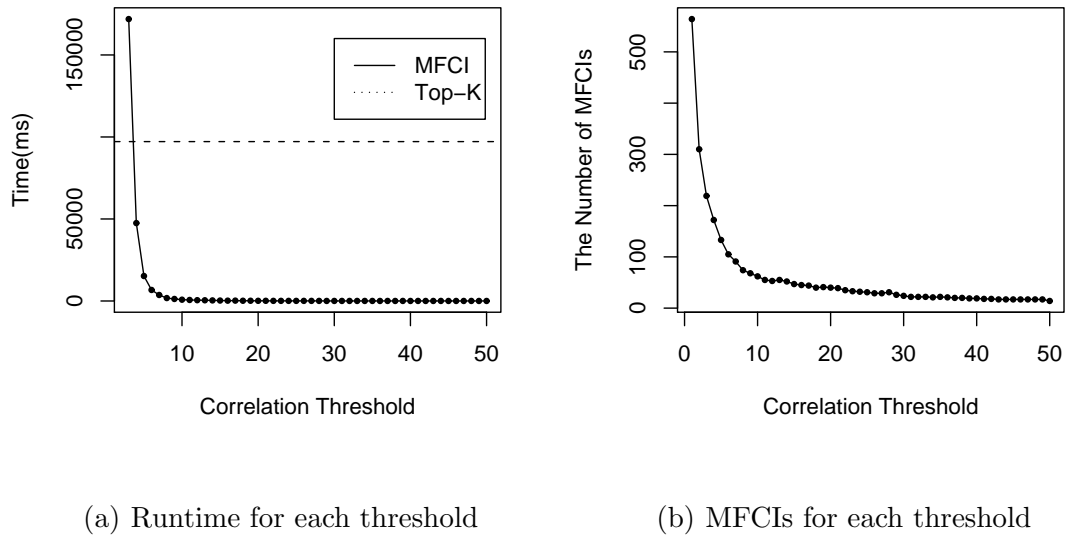 Time(ms)
150000
50000
0
MFCI
Top−K
10 20 30 40 50
Correlation Threshold
The Number of MFCIs
500
300
100
0
0 10 20 30 40 50
Correlation Threshold
(a) Runtime for each threshold
(b) MFCIs for each threshold